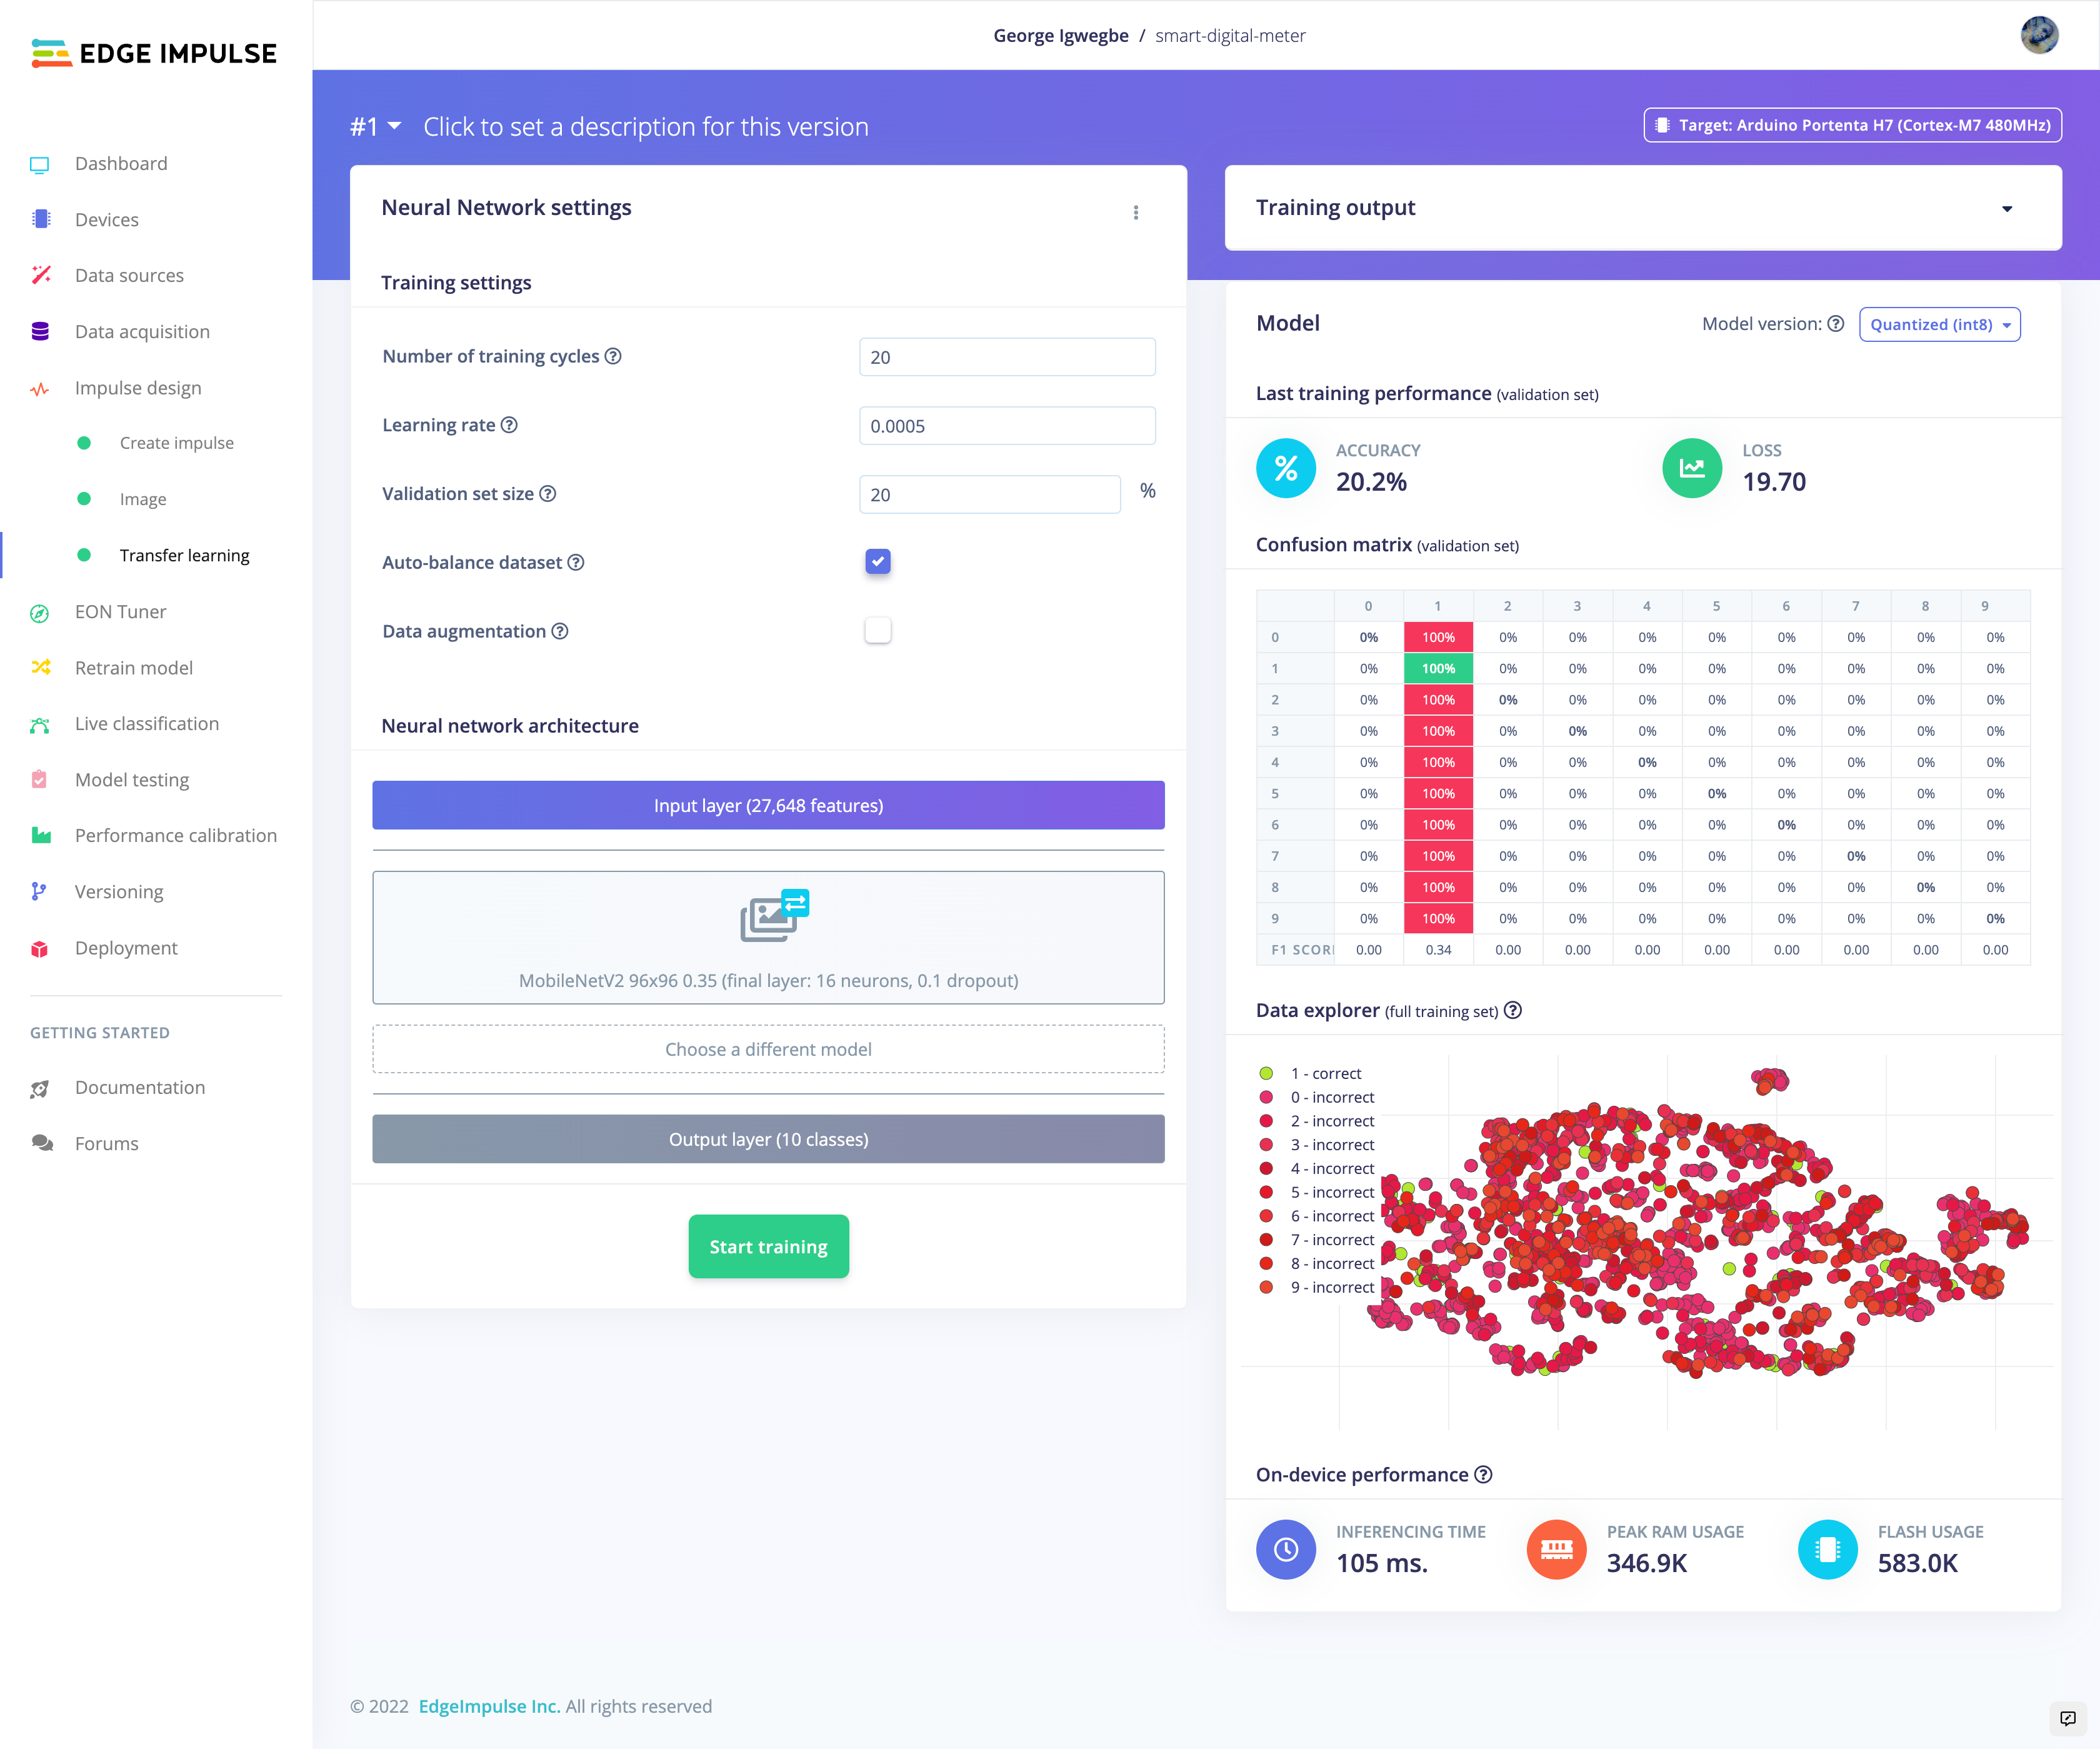 EDGE IMPULSE
George Igwegbe / smart-digital-meter
Dashboard
Devices
Data sources
Data acquisition
Impulse design
Create impulse
Image
Transfer learning
EON Tuner
Retrain model
Live classification
Model testing
Performance calibration
Versioning
Deployment
GETTING STARTED
Documentation
Forums
#1 Click to set a description for this version
Target: Arduino Portenta H7 (Cortex-M7 480MHz)
Neural Network settings
Training settings
Number of training cycles ? 20
Learning rate ? 0.0005
Validation set size ? 20 %
Auto-balance dataset ?
Data augmentation ?
Neural network architecture
Input layer (27,648 features)
MobileNetV2 96x96 0.35 (final layer: 16 neurons, 0.1 dropout)
Choose a different model
Output layer (10 classes)
Start training
Training output
Model
Model version: ? Quantized (int8)
Last training performance (validation set)
% ACCURACY
20.2%
LOSS
19.70
Confusion matrix (validation set)
0 1 2 3 4 5 6 7 8 9
0 0% 100% 0% 0% 0% 0% 0% 0% 0% 0%
1 0% 100% 0% 0% 0% 0% 0% 0% 0% 0%
2 0% 100% 0% 0% 0% 0% 0% 0% 0% 0%
3 0% 100% 0% 0% 0% 0% 0% 0% 0% 0%
4 0% 100% 0% 0% 0% 0% 0% 0% 0% 0%
5 0% 100% 0% 0% 0% 0% 0% 0% 0% 0%
6 0% 100% 0% 0% 0% 0% 0% 0% 0% 0%
7 0% 100% 0% 0% 0% 0% 0% 0% 0% 0%
8 0% 100% 0% 0% 0% 0% 0% 0% 0% 0%
9 0% 100% 0% 0% 0% 0% 0% 0% 0% 0%
F1 SCOR 0.00 0.34 0.00 0.00 0.00 0.00 0.00 0.00 0.00 0.00
Data explorer (full training set) ?
1 - correct
0 - incorrect
2 - incorrect
3 - incorrect
4 - incorrect
5 - incorrect
6 - incorrect
7 - incorrect
8 - incorrect
9 - incorrect
On-device performance ?
INFERENCING TIME
105 ms.
PEAK RAM USAGE
346.9K
FLASH USAGE
583.0K
© 2022 EdgeImpulse Inc. All rights reserved